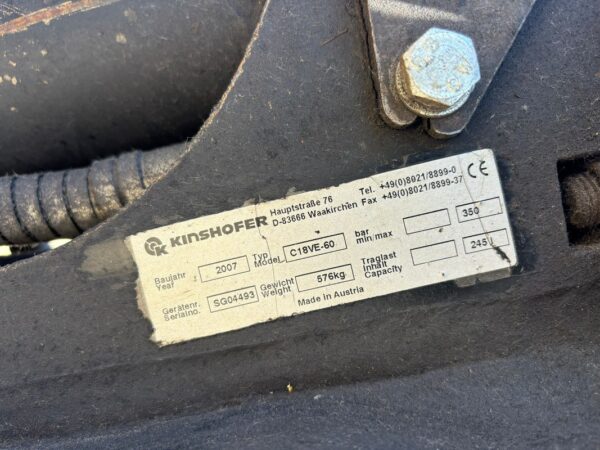 KINSHOFER
Hauptstraße 76 Tel. +49(0)8021/8899-0
D-83666 Waakirchen Fax +49(0)8021/8899-37
CE
Baujahr Year 2007 Typ Model C18VE-60 bar min/max 350
Gerätenr. Serialno. SG04493 Gewicht Weight 576kg Traglast Inhalt Capacity 245
Made in Austria